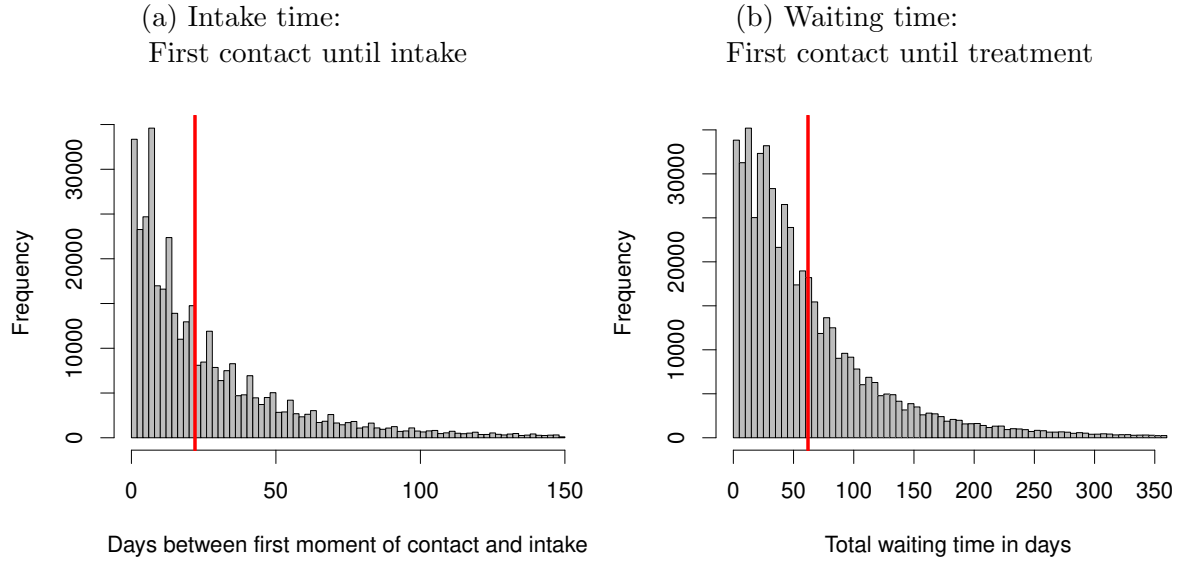 (a) Intake time:
First contact until intake
(b) Waiting time:
First contact until treatment
Frequency
0
10000
20000
30000
0
50
100
150
Days between first moment of contact and intake
Frequency
0
10000
20000
30000
0
50
100
150
200
250
300
350
Total waiting time in days